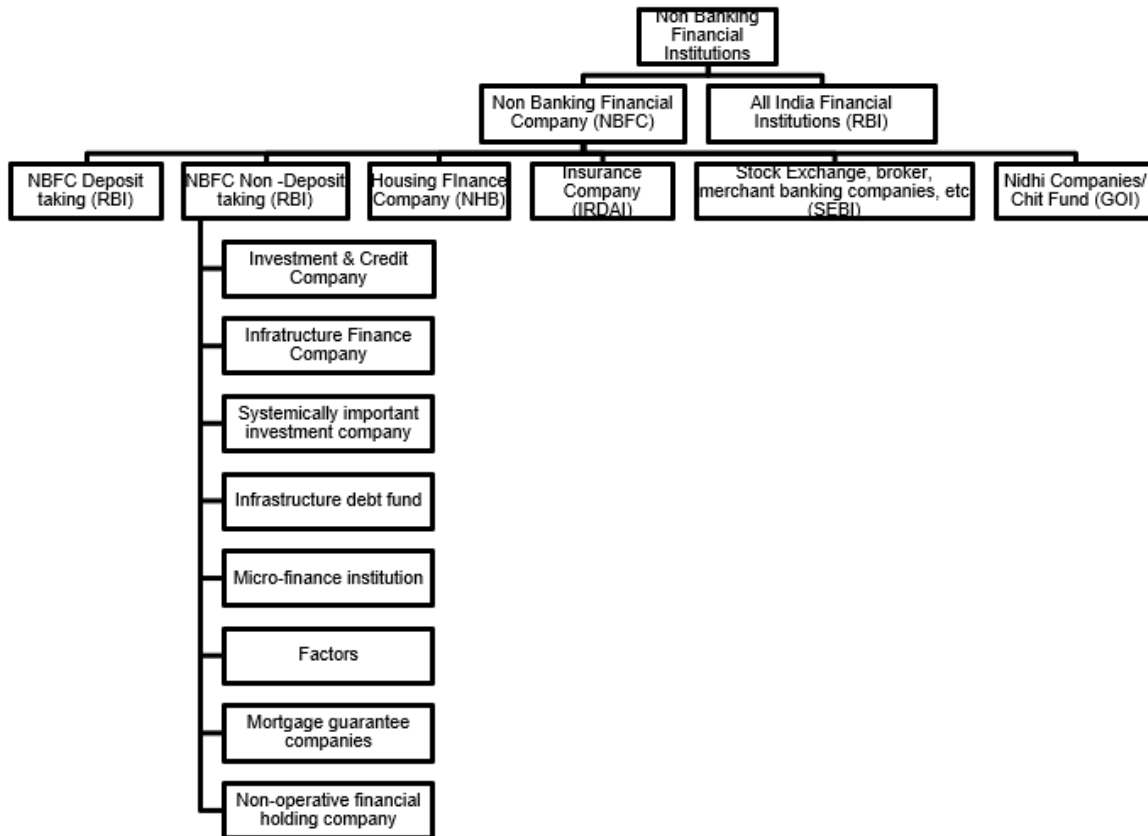 Non Banking
Financial
Institutions
Non Banking Financial
Company (NBFC)
All India Financial
Institutions (RBI)
NBFC Deposit
taking (RBI)
NBFC Non -Deposit
taking (RBI)
Housing FInance
Company (NHB)
Insurance
Company
(IRDAI)
Stock Exchange, broker,
merchant banking companies, etc
(SEBI)
Nidhi Companies/
Chit Fund (GOI)
Investment & Credit
Company
Infratructure Finance
Company
Systemically important
investment company
Infrastructure debt fund
Micro-finance institution
Factors
Mortgage guarantee
companies
Non-operative financial
holding company